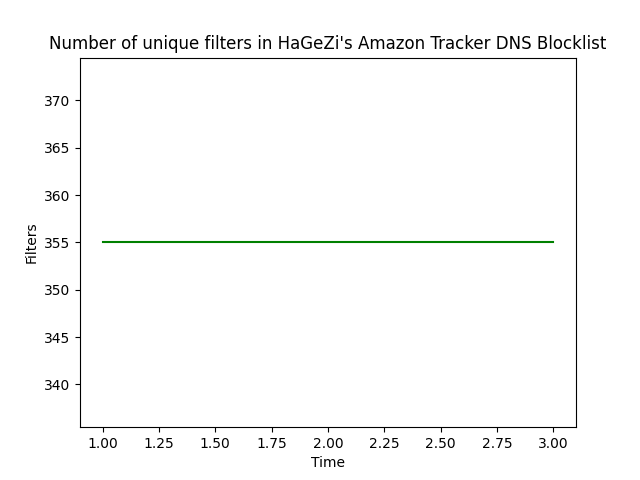 Number of unique filters in HaGeZi's Amazon Tracker DNS Blocklist
370
365
360
355
350
345
340
Filters
1.00 1.25 1.50 1.75 2.00 2.25 2.50 2.75 3.00
Time